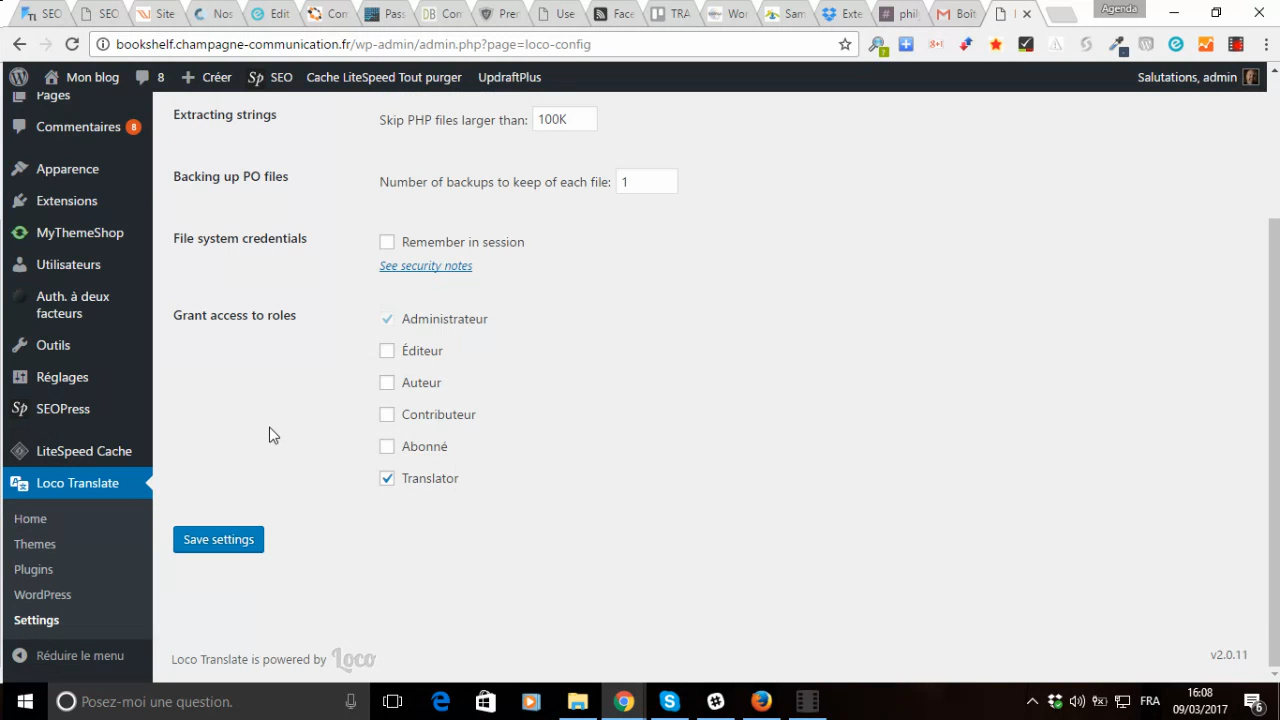 SEO
SEO
Site
Nos
Edit
Con
Pass
Con
Pre
Use
Face
TRA
Wor
Sam
Exte
phil
Boît
Agenda
bookshelf.champagne-communication.fr/wp-admin/admin.php?page=loco-config
Mon blog 8 Créer Sp SEO Cache LiteSpeed Tout purger UpdraftPlus Salutations, admin
Pages
Commentaires 8
Apparence
Extensions
MyThemeShop
Utilisateurs
Auth. à deux
facteurs
Outils
Réglages
Sp SEOPress
LiteSpeed Cache
Loco Translate
Home
Themes
Plugins
WordPress
Settings
Réduire le menu
Extracting strings
Skip PHP files larger than: 100K
Backing up PO files
Number of backups to keep of each file: 1
File system credentials
Remember in session
See security notes
Grant access to roles
Administrateur
Éditeur
Auteur
Contributeur
Abonné
Translator
Save settings
Loco Translate is powered by Loco
v2.0.11
Posez-moi une question.
FRA
16:08
09/03/2017
6